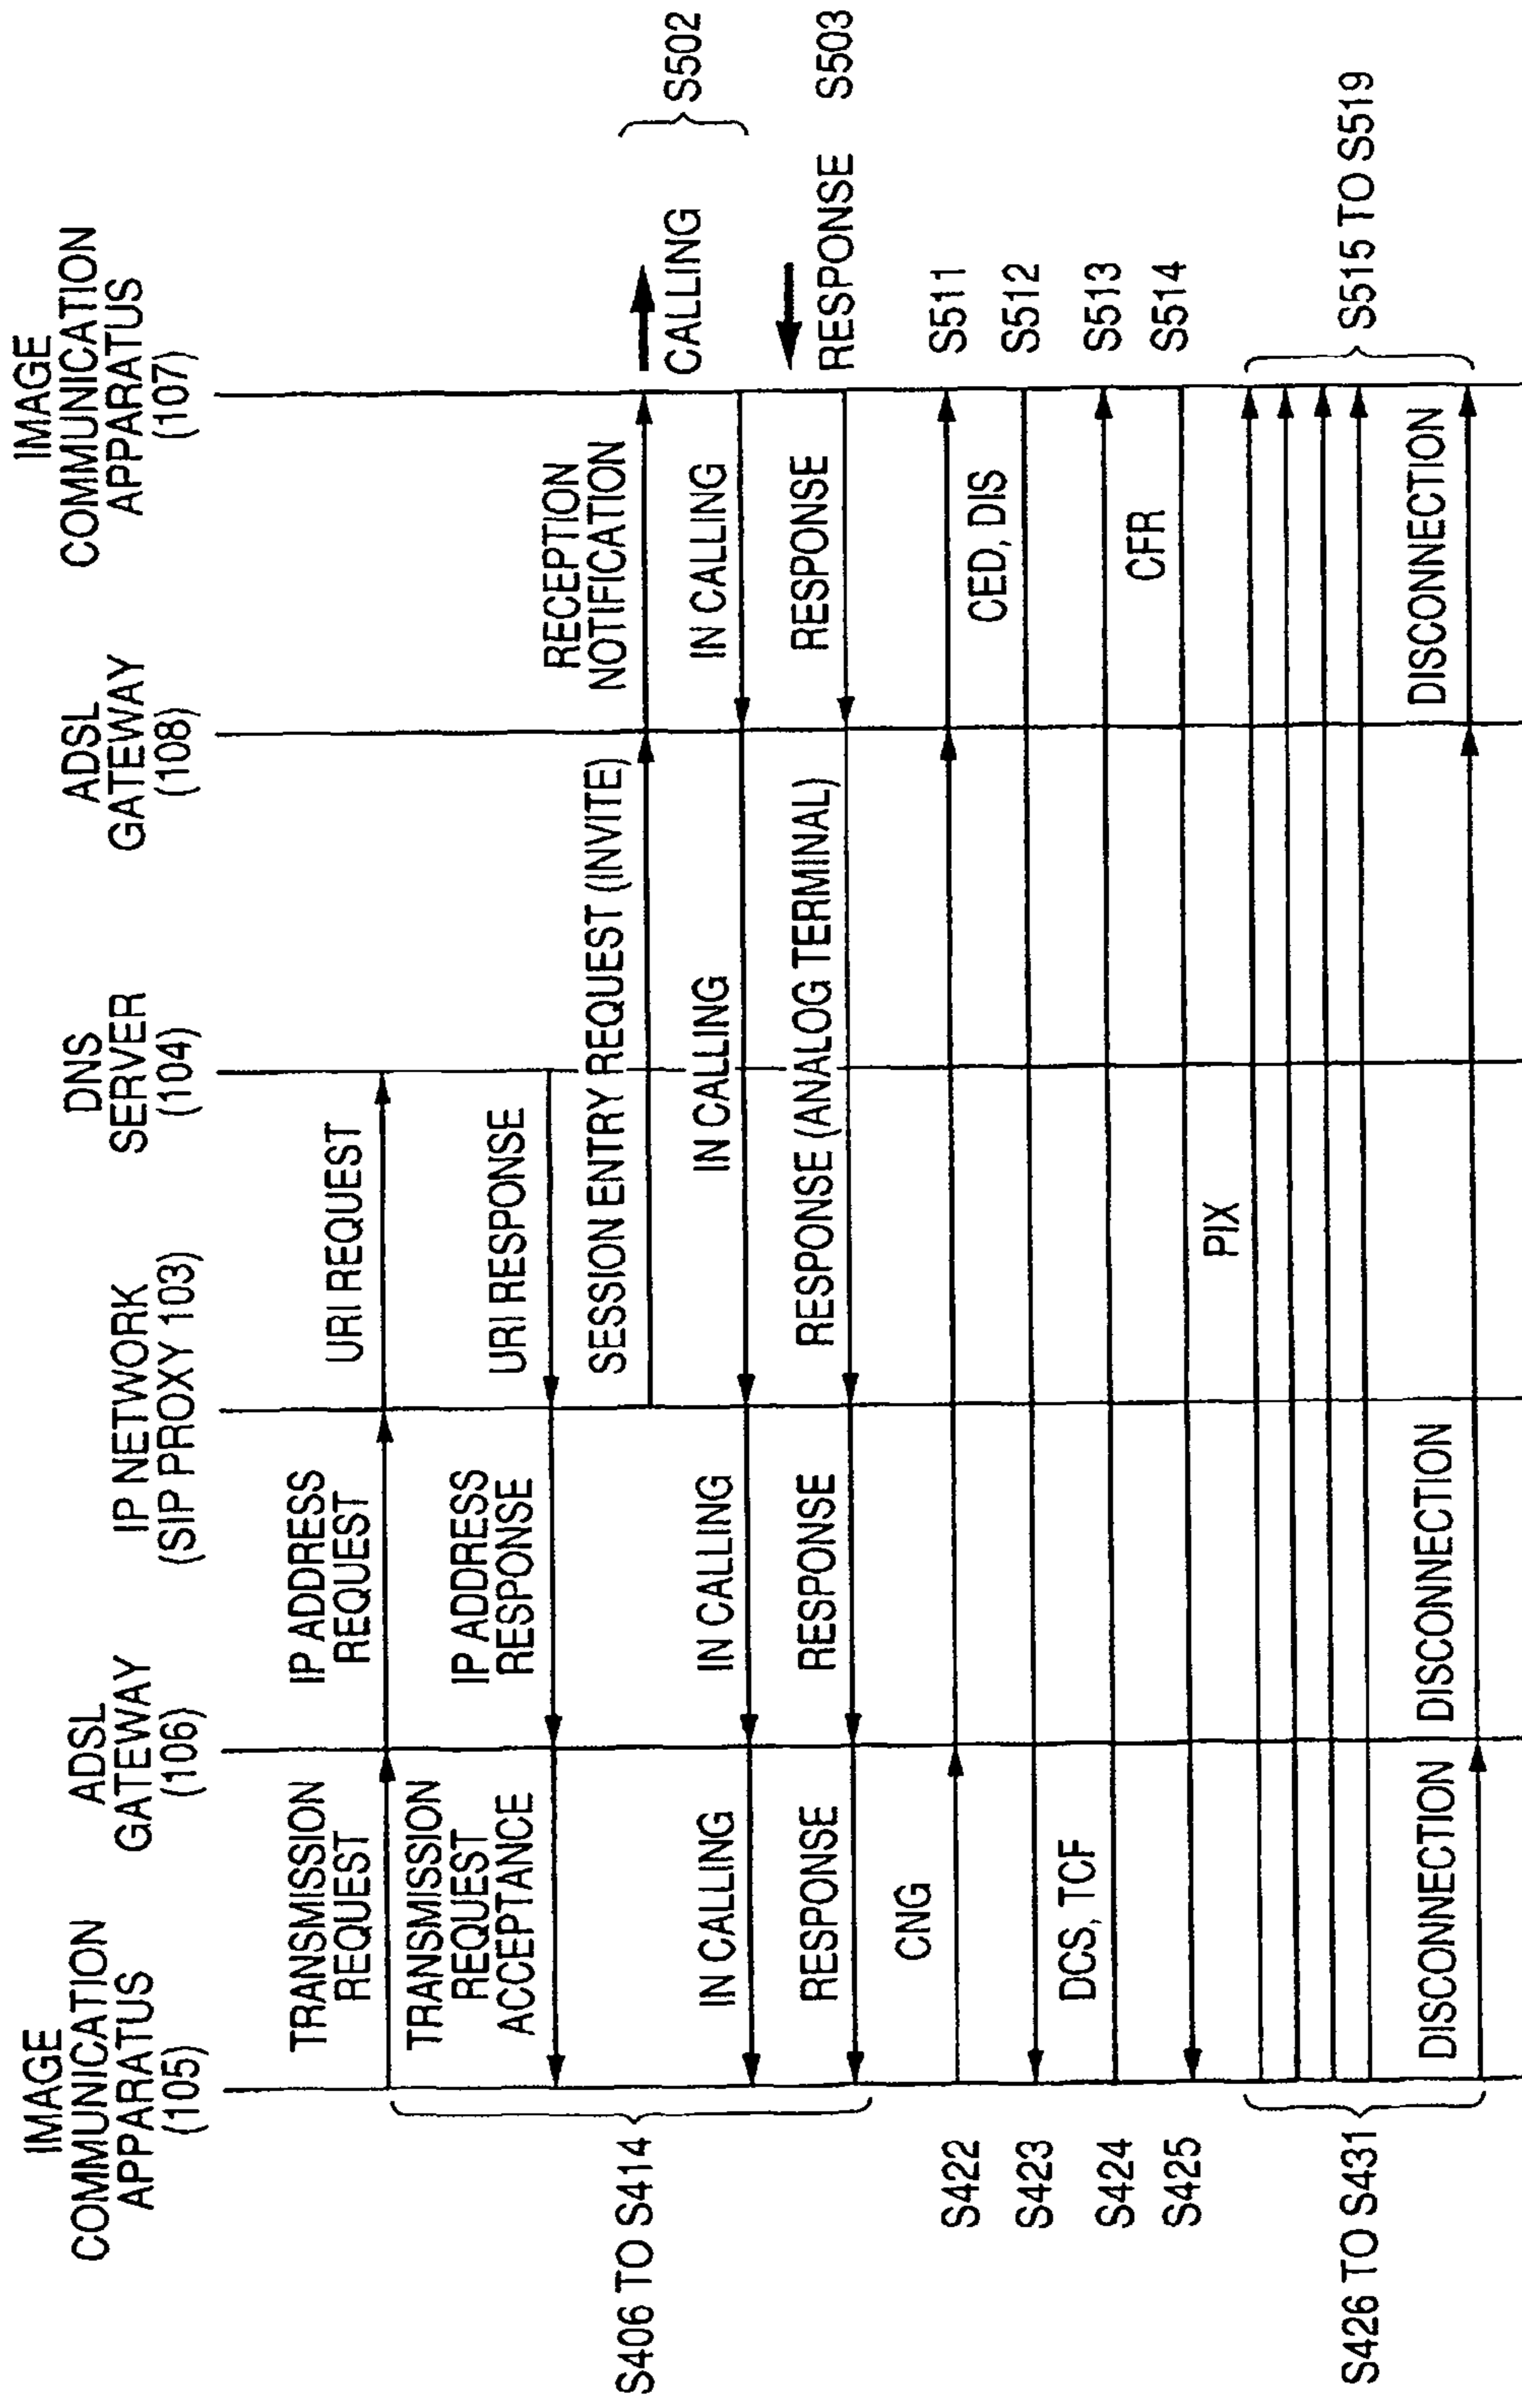 IMAGE
COMMUNICATION
APPARATUS
(105)
ADSL
GATEWAY
(106)
IP NETWORK
(SIP PROXY 103)
DNS
SERVER
(104)
ADSL
GATEWAY
(108)
IMAGE
COMMUNICATION
APPARATUS
(107)
TRANSMISSION
REQUEST
IP ADDRESS
REQUEST
URI REQUEST
TRANSMISSION
REQUEST
ACCEPTANCE
IP ADDRESS
RESPONSE
URI RESPONSE
SESSION ENTRY REQUEST (INVITE)
RECEPTION
NOTIFICATION
CALLING
S502
S406 TO S414
IN CALLING
IN CALLING
IN CALLING
IN CALLING
RESPONSE
RESPONSE
RESPONSE (ANALOG TERMINAL)
RESPONSE
RESPONSE
S503
S422
CNG
S511
S423
CED, DIS
S512
S424
DCS, TCF
S513
S425
CFR
S514
PIX
S426 TO S431
S515 TO S519
DISCONNECTION
DISCONNECTION
DISCONNECTION